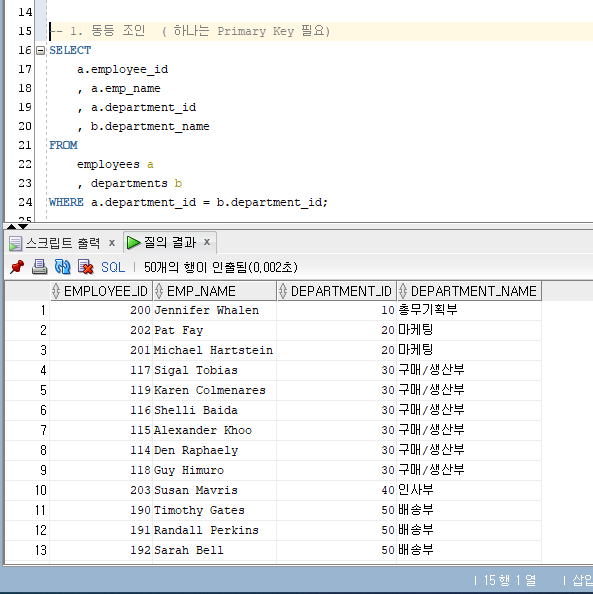 14
15 -- 1. 동등 조인  ( 하나는 Primary Key 필요)
16 SELECT
17 a.employee_id
18 , a.emp_name
19 , a.department_id
20 , b.department_name
21 FROM
22 employees a
23 , departments b
24 WHERE a.department_id = b.department_id;
25
스크립트 출력 x 질의 결과 x
SQL | 50개의 행이 인출됨(0,002초)
EMPLOYEE_ID EMP_NAME DEPARTMENT_ID DEPARTMENT_NAME
1 200 Jennifer Whalen 10 총무기획부
2 202 Pat Fay 20 마케팅
3 201 Michael Hartstein 20 마케팅
4 117 Sigal Tobias 30 구매/생산부
5 119 Karen Colmenares 30 구매/생산부
6 116 Shelli Baida 30 구매/생산부
7 115 Alexander Khoo 30 구매/생산부
8 114 Den Raphaely 30 구매/생산부
9 118 Guy Himuro 30 구매/생산부
10 203 Susan Mavris 40 인사부
11 190 Timothy Gates 50 배송부
12 191 Randall Perkins 50 배송부
13 192 Sarah Bell 50 배송부
| 15 행 1 열 | 삽입